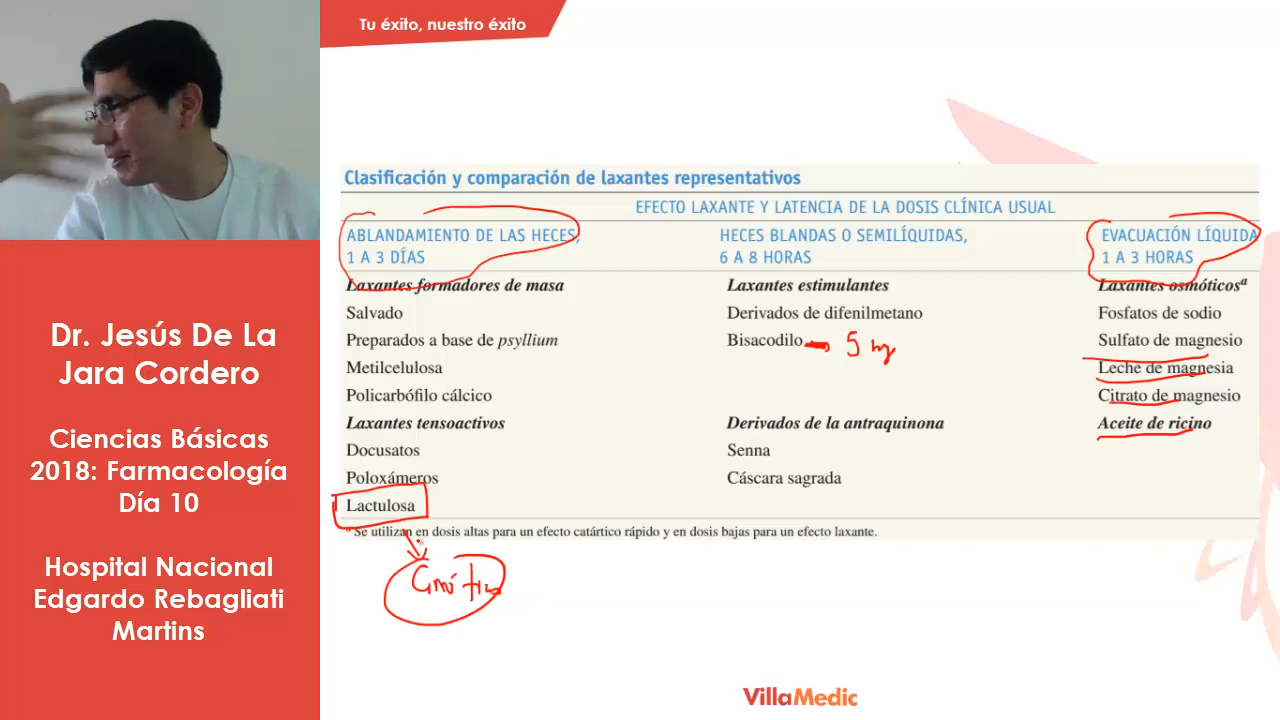 Tu éxito, nuestro éxito
Dr. Jesús De La
Jara Cordero
Ciencias Básicas
2018: Farmacología
Día 10
Hospital Nacional
Edgardo Rebagliati
Martins
Clasificación y comparación de laxantes representativos
EFECTO LAXANTE Y LATENCIA DE LA DOSIS CLÍNICA USUAL
ABLANDAMIENTO DE LAS HECES,
1 A 3 DÍAS
Laxantes formadores de masa
Salvado
Preparados a base de psyllium
Metilcelulosa
Policarbófilo cálcico
Laxantes tensoactivos
Docusatos
Poloxámeros
Lactulosa
HECES BLANDAS O SEMILÍQUIDAS,
6 A 8 HORAS
Laxantes estimulantes
Derivados de difenilmetano
Bisacodilo 5 mg
Derivados de la antraquinona
Senna
Cáscara sagrada
EVACUACIÓN LÍQUIDA
1 A 3 HORAS
Laxantes osmóticosª
Fosfatos de sodio
Sulfato de magnesio
Leche de magnesia
Citrato de magnesio
Aceite de ricino
ª Se utilizan en dosis altas para un efecto catártico rápido y en dosis bajas para un efecto laxante.
VillaMedic